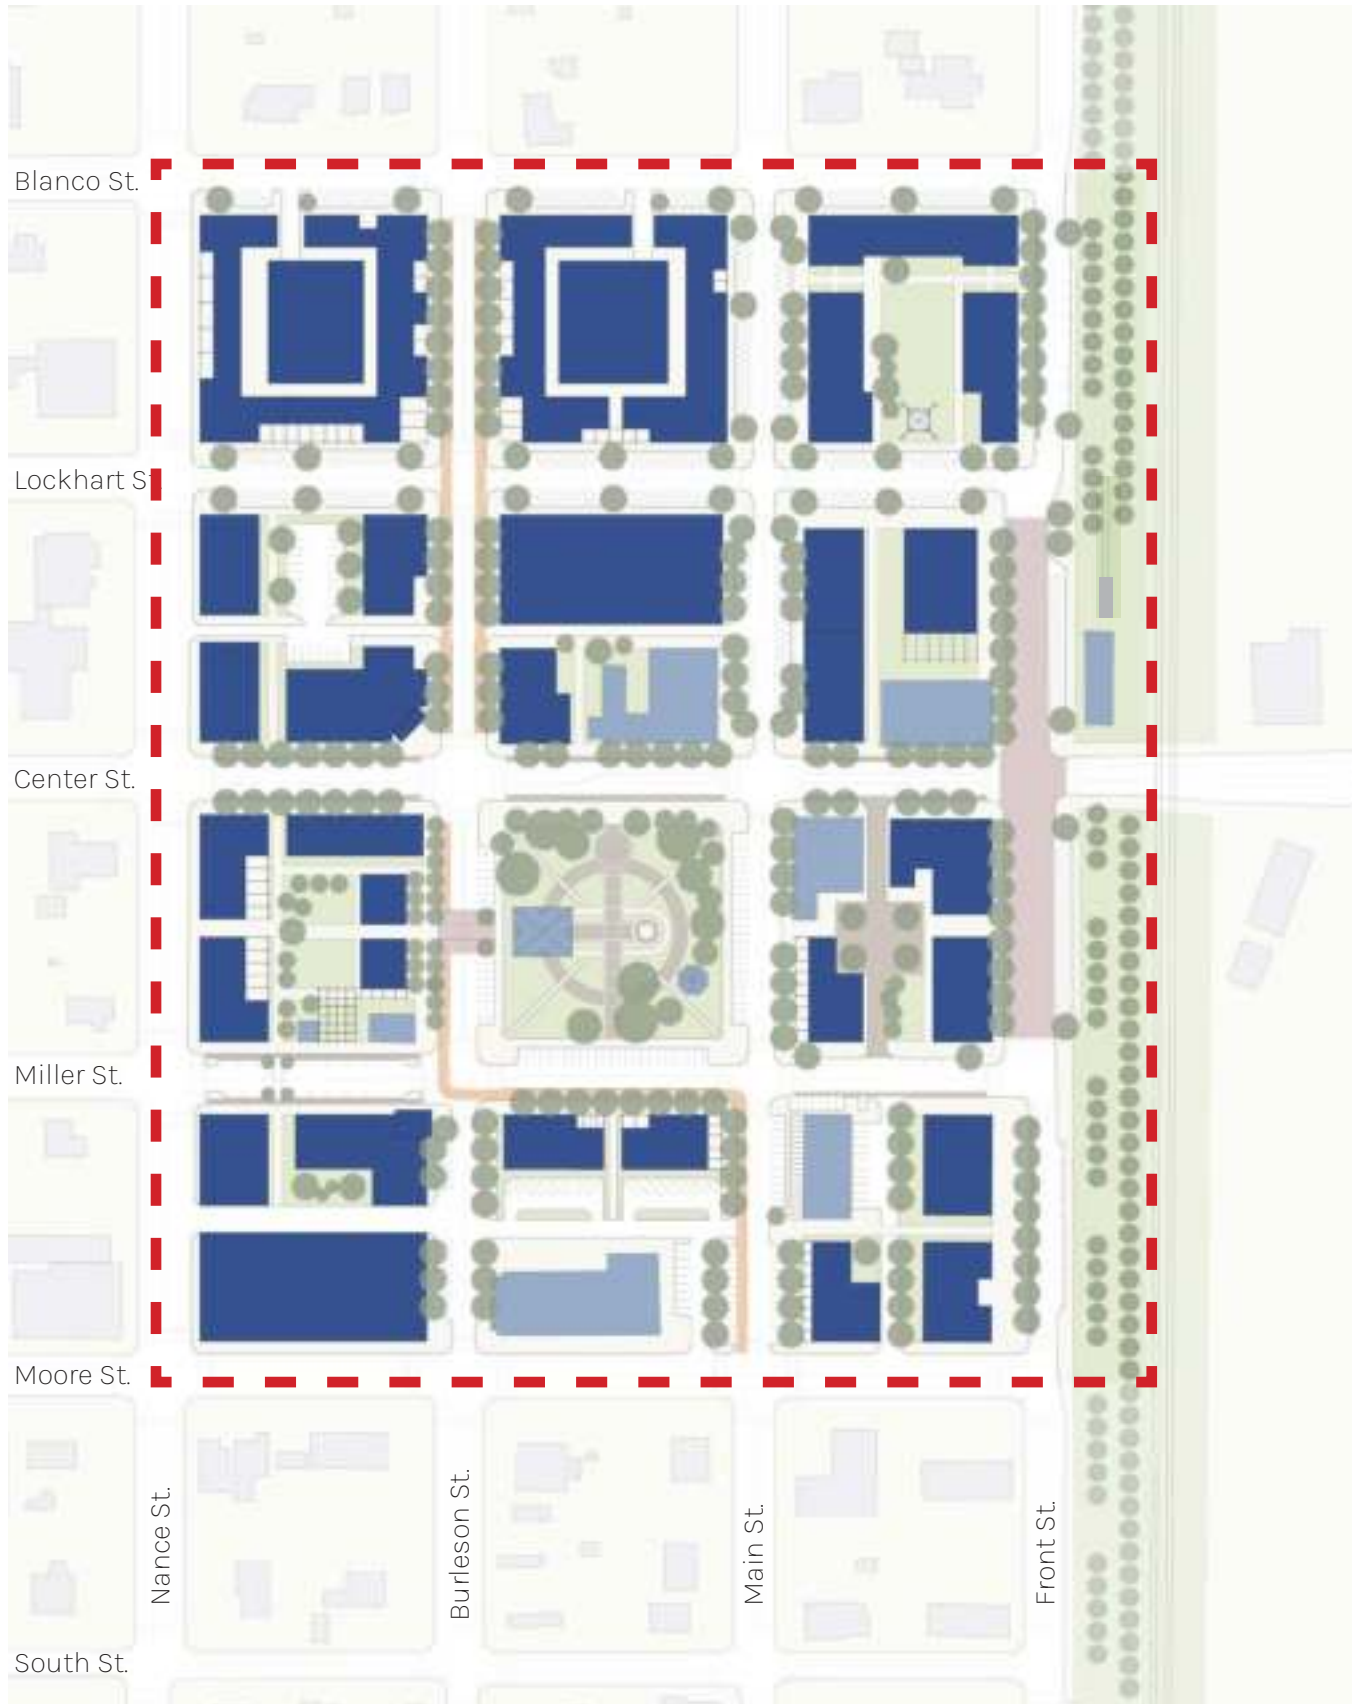 Blanco St.
Lockhart St
Center St.
Miller St.
Moore St.
Nance St.
Burleson St.
Main St.
Front St.
South St.